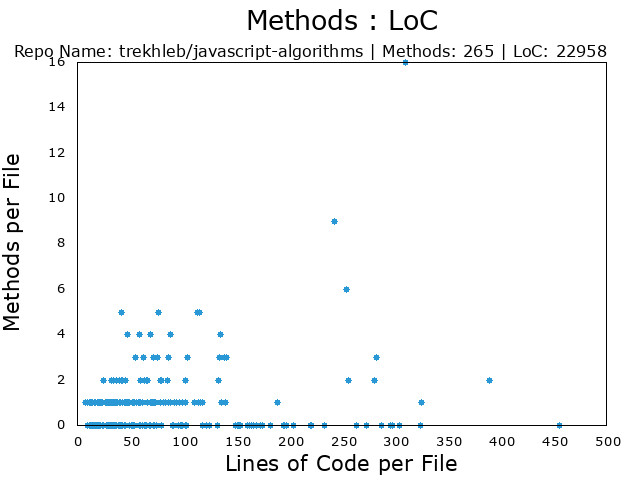 Methods : LoC
Repo Name: trekhleb/javascript-algorithms | Methods: 265 | LoC: 22958
Methods per File
16
14
12
10
8
6
4
2
0
0 50 100 150 200 250 300 350 400 450 500
Lines of Code per File